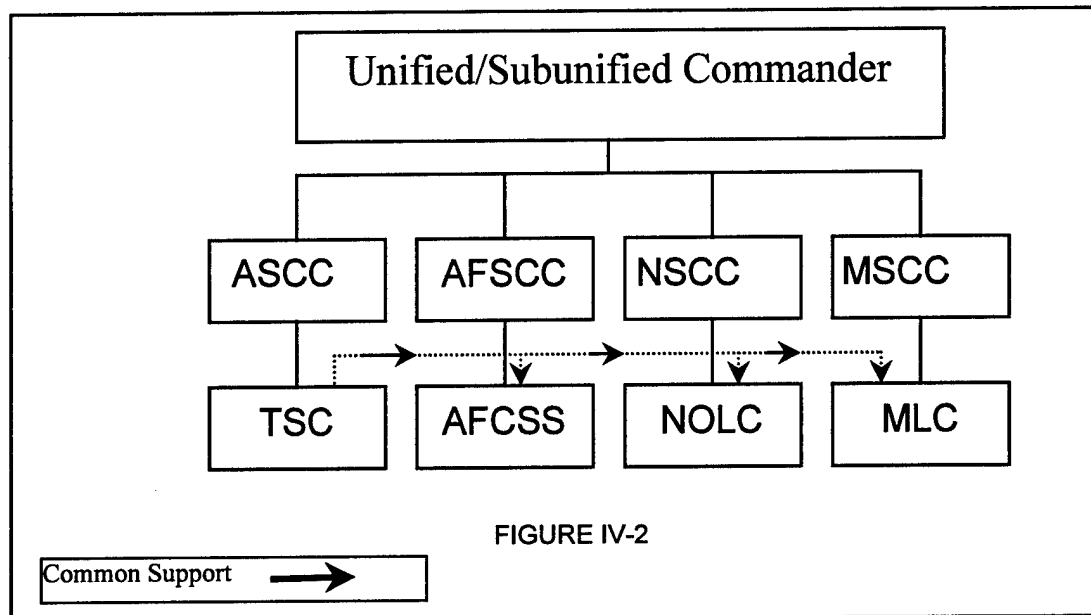 Unified/Subunified Commander
ASCC AFSCC NSCC MSCC
TSC AFCSS NOLC MLC
FIGURE IV-2
Common Support